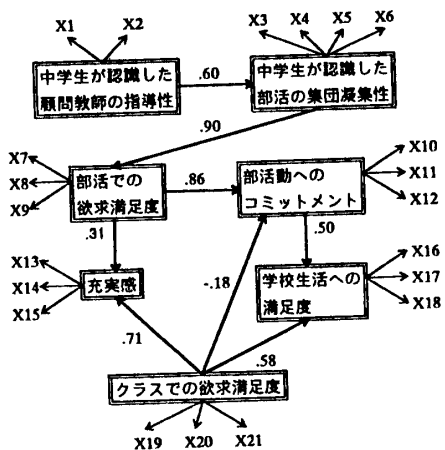 X1 X2
X3 X4 X5 X6
中学生が認識した
顧問教師の指導性
.60
中学生が認識した
部活の集団凝集性
.90
X7
X8
X9
部活での
欲求満足度
.86
部活動への
コミットメント
X10
X11
X12
.31
.50
X13
X14
X15
充実感
-.18
学校生活への
満足度
X16
X17
X18
.71
.58
クラスでの欲求満足度
X19 X20 X21